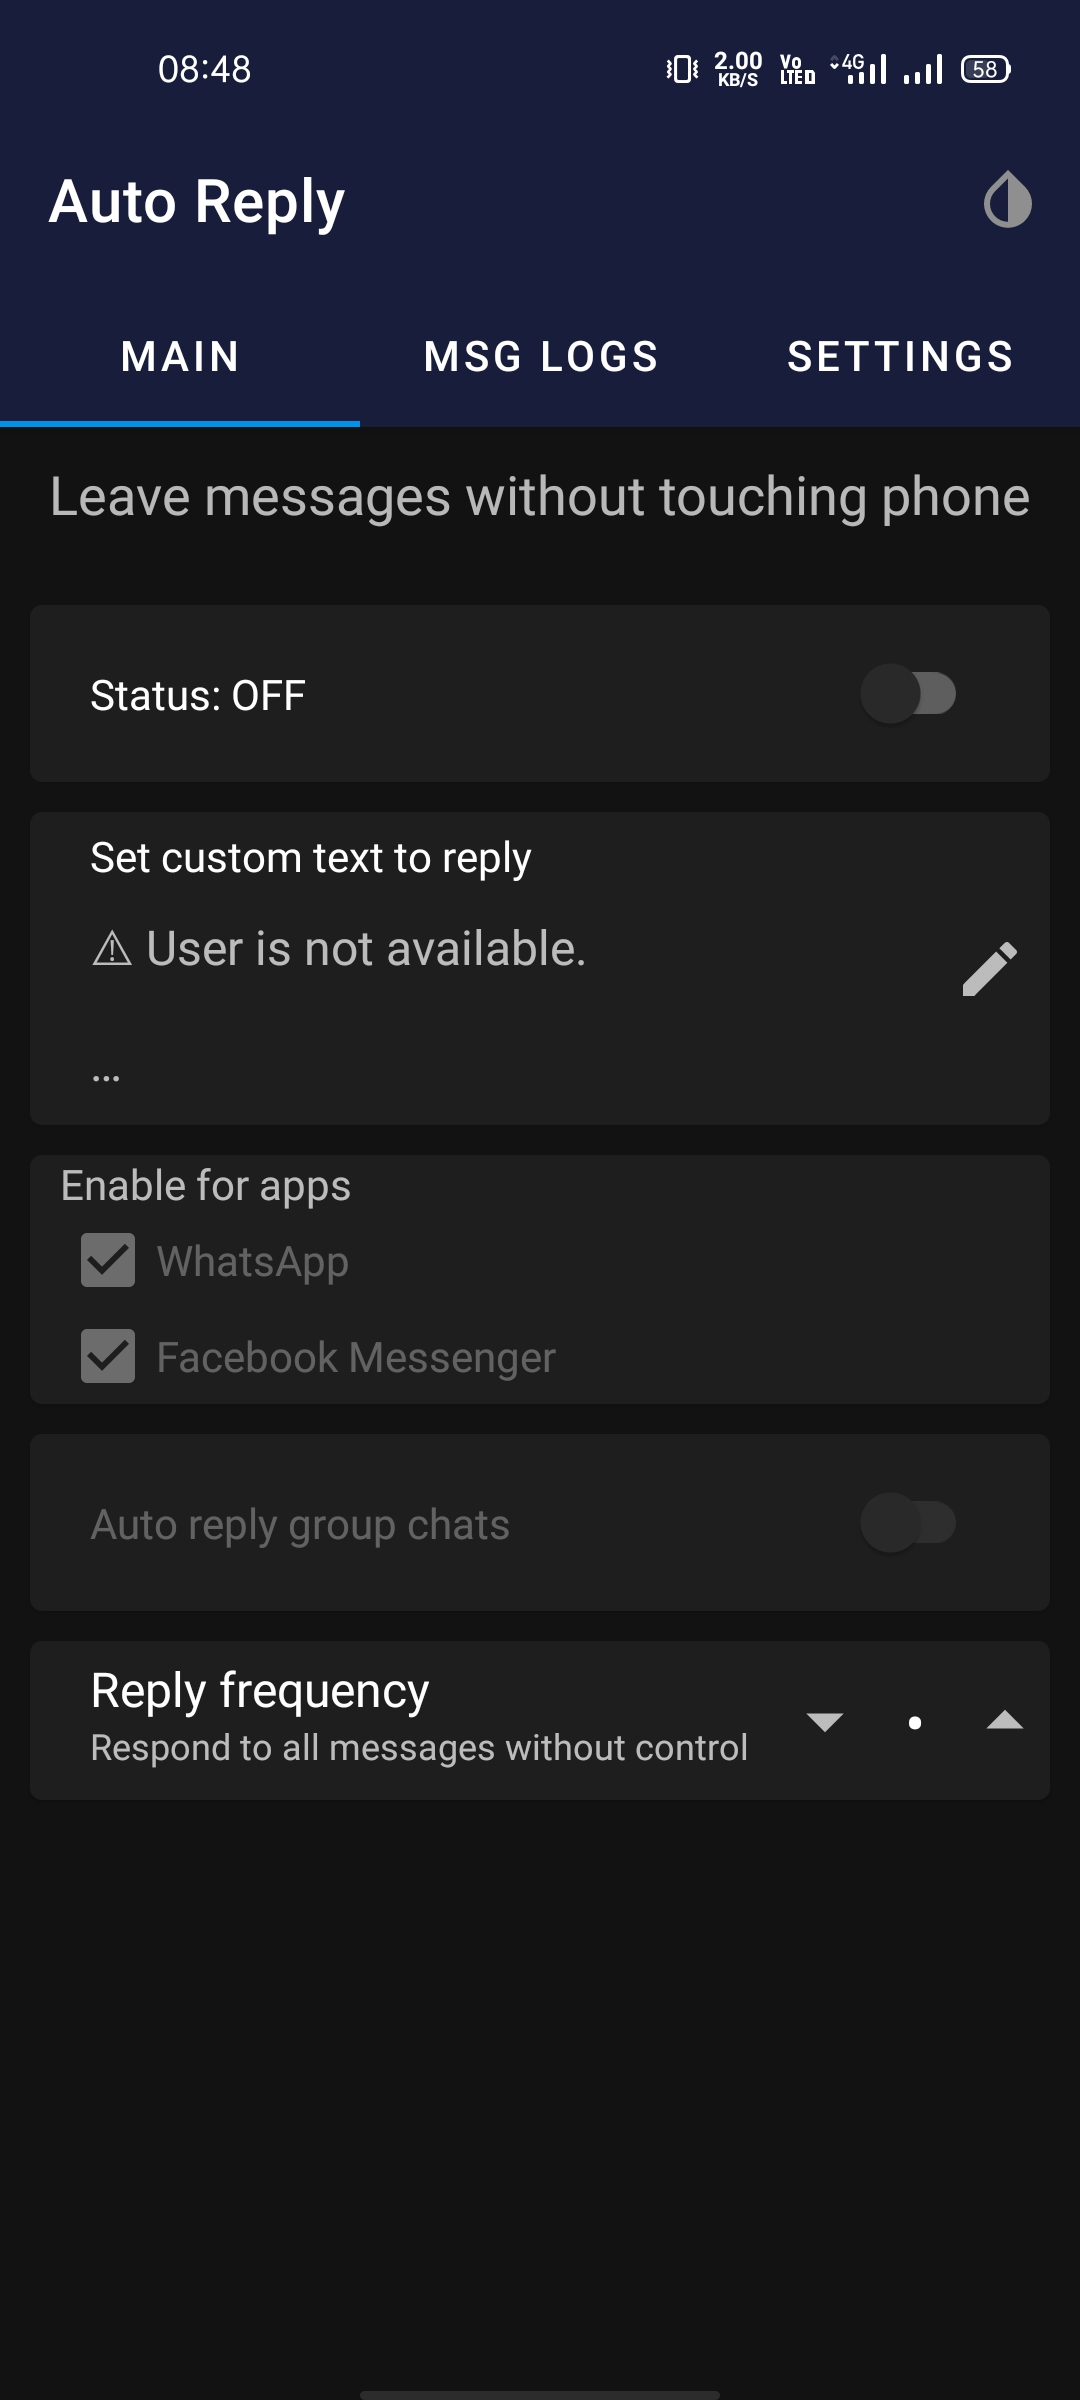 08:48
2.00 KB/S
Vo LTE
4G
58
Auto Reply
MAIN
MSG LOGS
SETTINGS
Leave messages without touching phone
Status: OFF
Set custom text to reply
⚠ User is not available.
...
Enable for apps
WhatsApp
Facebook Messenger
Auto reply group chats
Reply frequency
Respond to all messages without control